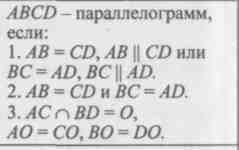 ABCD – параллелограмм,
если:
1. AB = CD, AB || CD или
BC = AD, BC || AD.
2. AB = CD и BC = AD.
3. AC ∩ BD = O,
AO = CO, BO = DO.